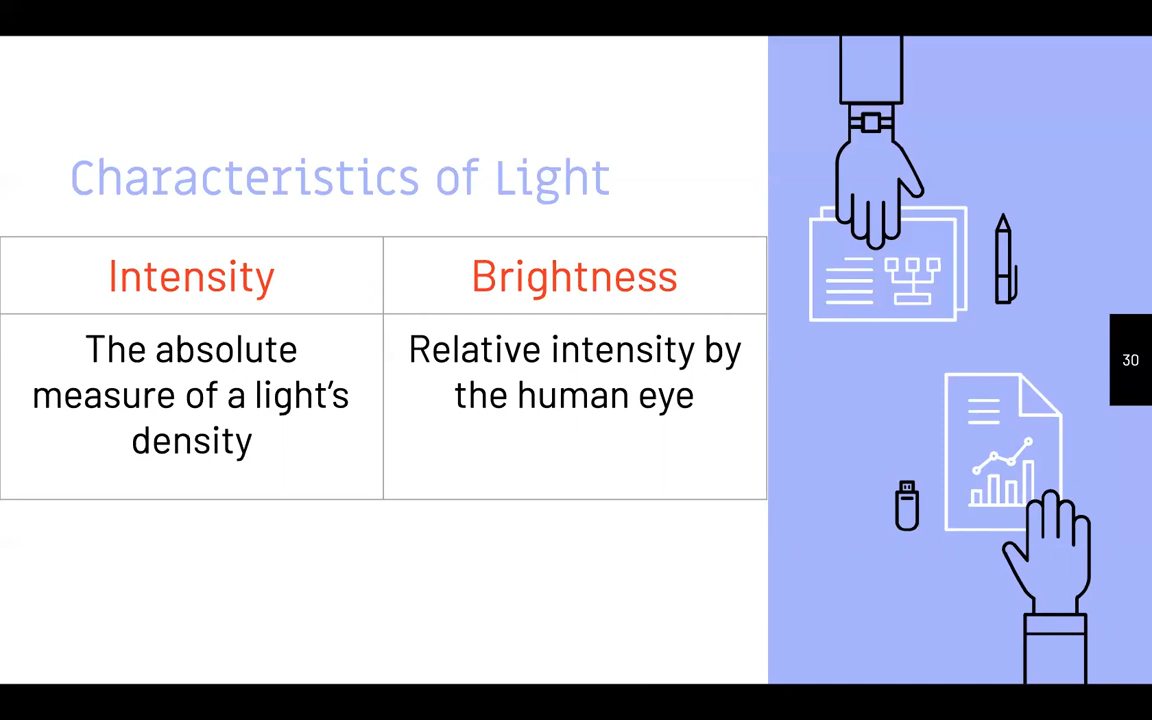 Characteristics of Light
Intensity
Brightness
The absolute
measure of a light's
density
Relative intensity by
the human eye
30